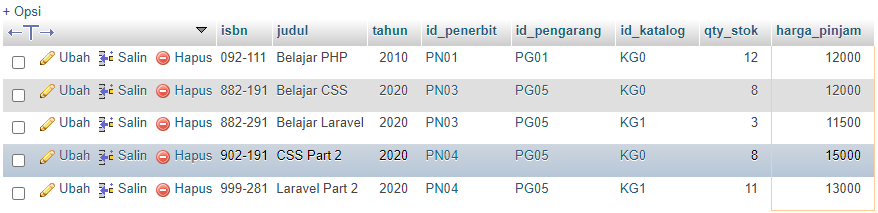 + Opsi
←T→ isbn judul tahun id_penerbit id_pengarang id_katalog qty_stok harga_pinjam
Ubah Salin Hapus 092-111 Belajar PHP 2010 PN01 PG01 KG0 12 12000
Ubah Salin Hapus 882-191 Belajar CSS 2020 PN03 PG05 KG0 8 12000
Ubah Salin Hapus 882-291 Belajar Laravel 2020 PN03 PG05 KG1 3 11500
Ubah Salin Hapus 902-191 CSS Part 2 2020 PN04 PG05 KG0 8 15000
Ubah Salin Hapus 999-281 Laravel Part 2 2020 PN04 PG05 KG1 11 13000